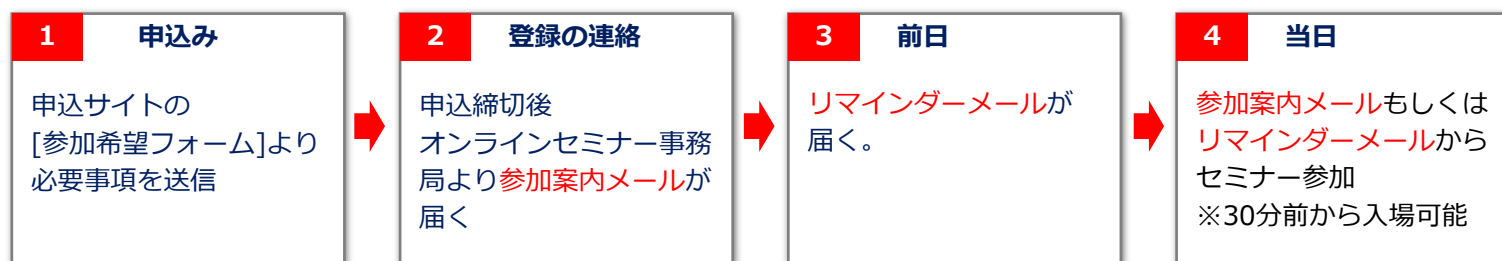 1 申込み
申込サイトの
[参加希望フォーム]より
必要事項を送信
2 登録の連絡
申込締切後
オンラインセミナー事務
局より参加案内メールが
届く
3 前日
リマインダーメールが
届く。
4 当日
参加案内メールもしくは
リマインダーメールから
セミナー参加
※30分前から入場可能